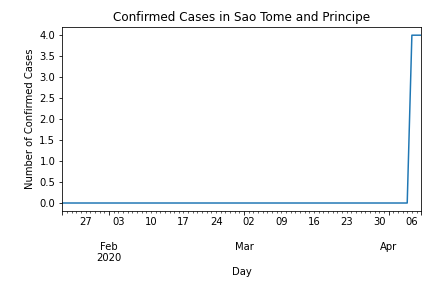 Confirmed Cases in Sao Tome and Principe
Number of Confirmed Cases
4.0
3.5
3.0
2.5
2.0
1.5
1.0
0.5
0.0
27 03 10 17 24 02 09 16 23 30 06
Feb Mar Apr
2020
Day